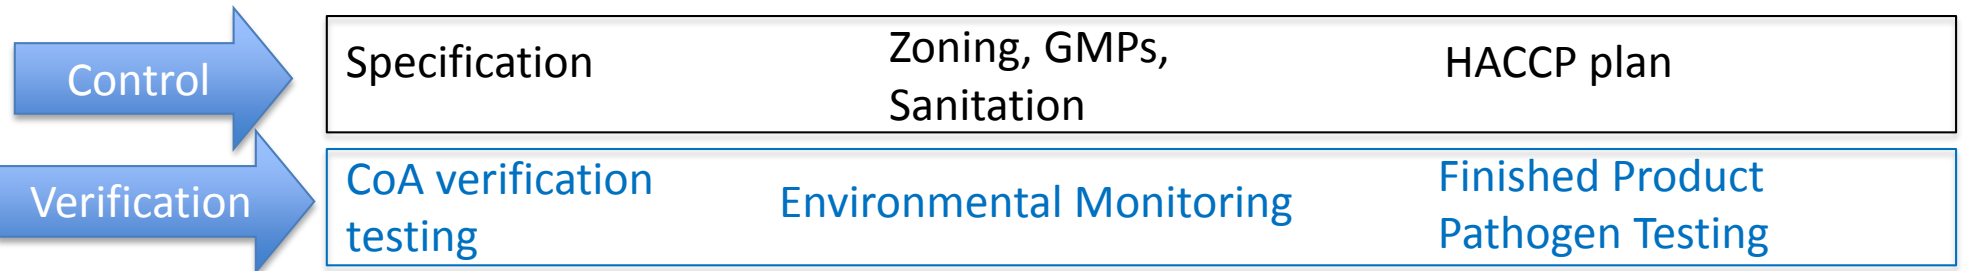 Control
Specification
Zoning, GMPs,
Sanitation
HACCP plan
Verification
CoA verification
testing
Environmental Monitoring
Finished Product
Pathogen Testing